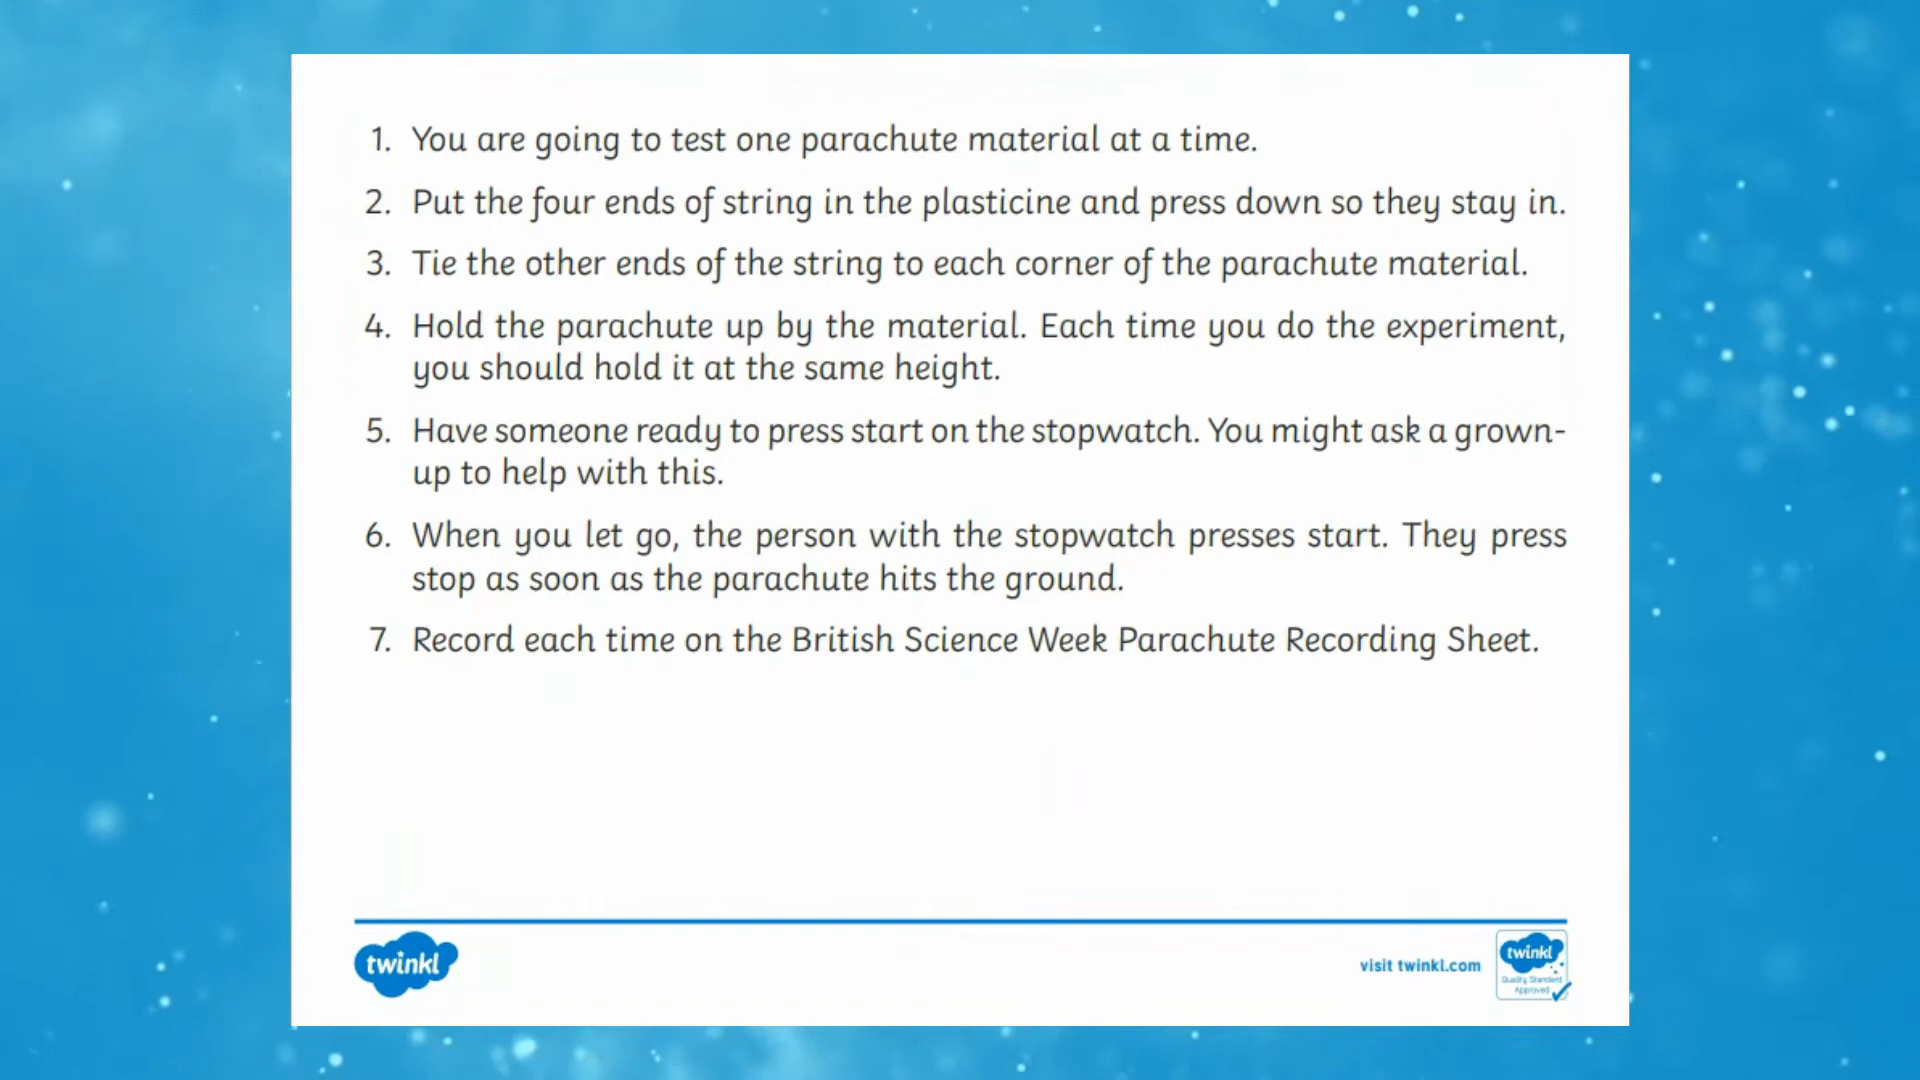 1. You are going to test one parachute material at a time.
2. Put the four ends of string in the plasticine and press down so they stay in.
3. Tie the other ends of the string to each corner of the parachute material.
4. Hold the parachute up by the material. Each time you do the experiment,
you should hold it at the same height.
5. Have someone ready to press start on the stopwatch. You might ask a grown-
up to help with this.
6. When you let go, the person with the stopwatch presses start. They press
stop as soon as the parachute hits the ground.
7. Record each time on the British Science Week Parachute Recording Sheet.
twinkl
visit twinkl.com
twinkl
Quality Standard
Approved